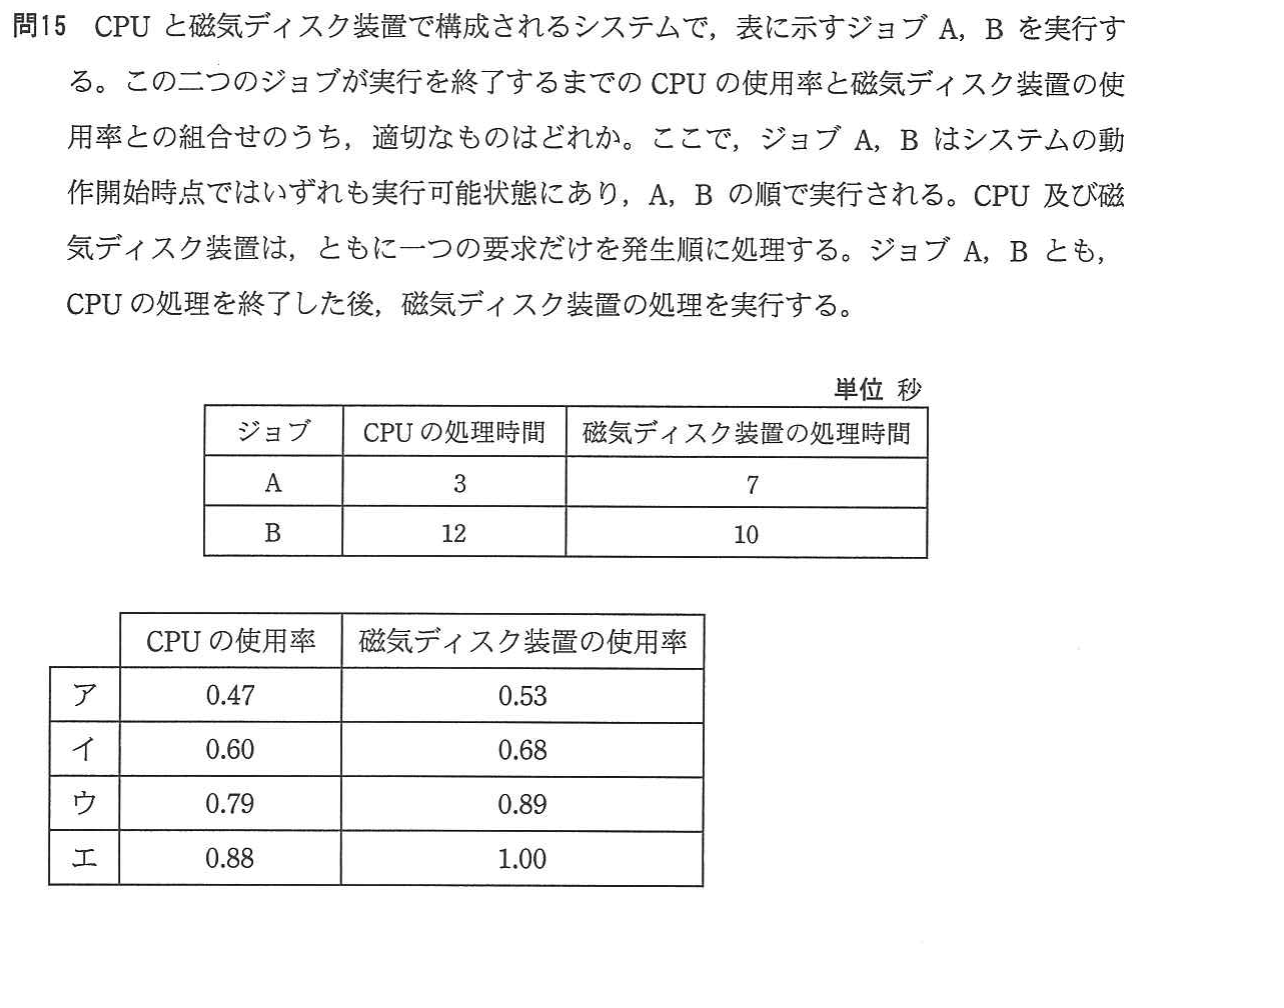 問15 CPU と磁気ディスク装置で構成されるシステムで，表に示すジョブ A，B を実行す
る。この二つのジョブが実行を終了するまでの CPU の使用率と磁気ディスク装置の使
用率との組合せのうち，適切なものはどれか。ここで，ジョブ A，B はシステムの動
作開始時点ではいずれも実行可能状態にあり，A，B の順で実行される。CPU 及び磁
気ディスク装置は，ともに一つの要求だけを発生順に処理する。ジョブ A，B とも，
CPU の処理を終了した後，磁気ディスク装置の処理を実行する。
単位 秒
ジョブ CPU の処理時間 磁気ディスク装置の処理時間
A 3 7
B 12 10
CPU の使用率 磁気ディスク装置の使用率
ア 0.47 0.53
イ 0.60 0.68
ウ 0.79 0.89
エ 0.88 1.00